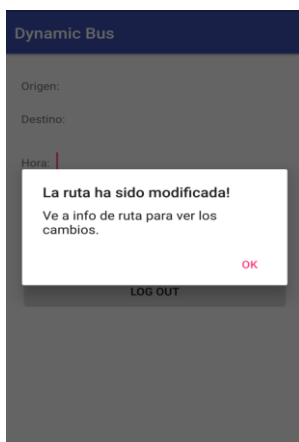 Dynamic Bus
Origen:
Destino:
Hora:
La ruta ha sido modificada!
Ve a info de ruta para ver los
cambios.
OK
LOG OUT